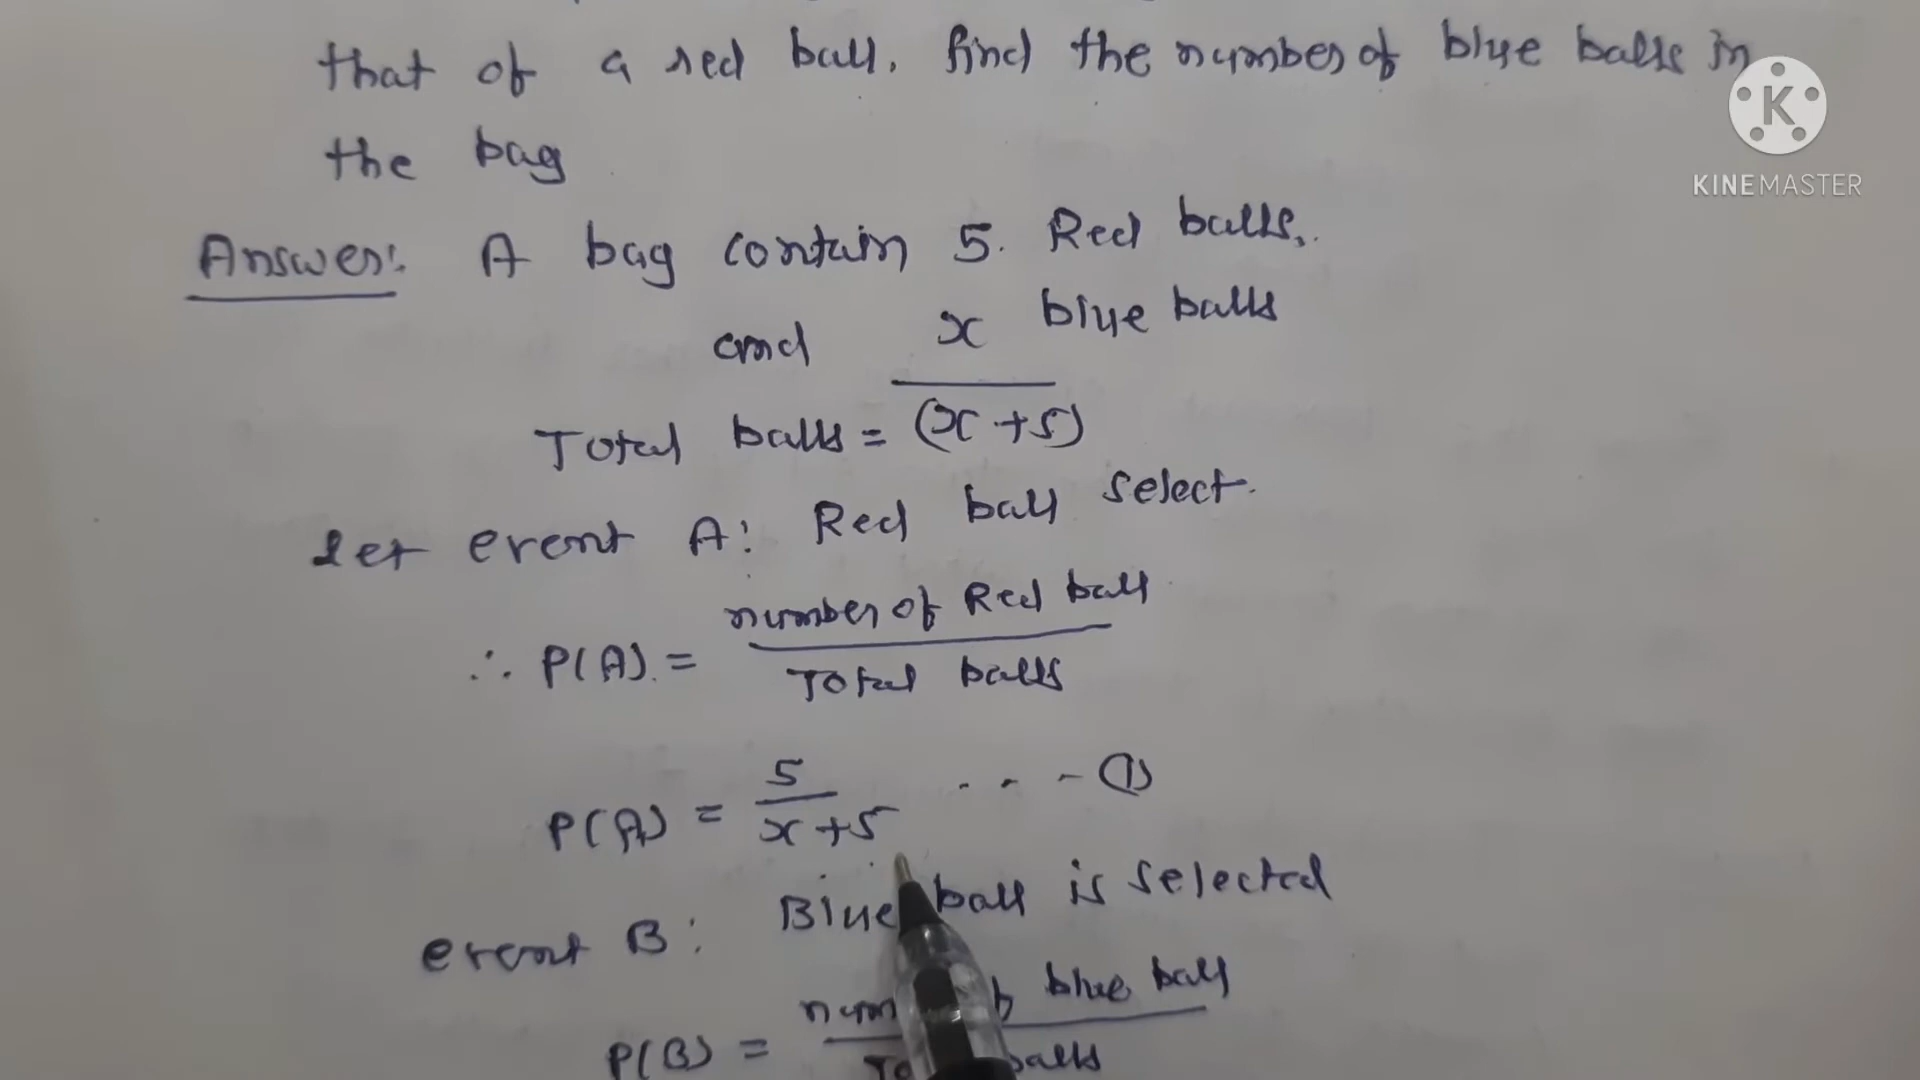 that of a red ball. find the number of blue balls in
the bag
Answer: A bag contain 5. Red balls.
and x blue balls
Total balls = (x+5)
let event A: Red ball select.
number of Red ball
∴ P(A) =
Total balls
5
P(A) = --- ①
x+5
event B: Blue ball is selected
blue ball
P(B) =
balls
KINEMASTER